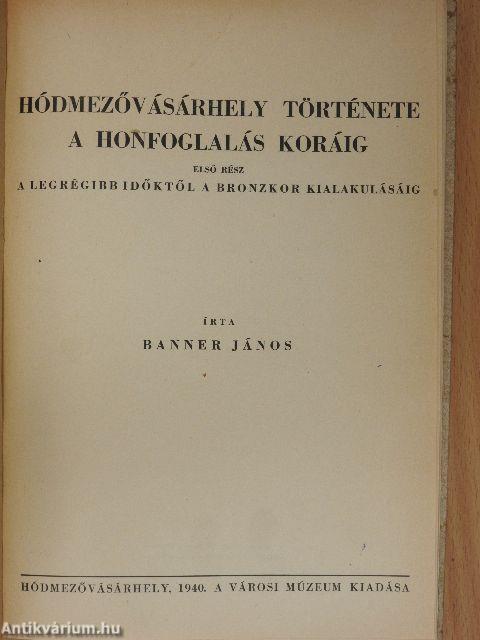 HÓDMEZŐVÁSÁRHELY TÖRTÉNETE
A HONFOGLALÁS KORÁIG
ELSŐ RÉSZ
A LEGRÉGIBB IDŐKTŐL A BRONZKOR KIALAKULÁSÁIG
ÍRTA
BANNER JÁNOS
HÓDMEZŐVÁSÁRHELY, 1940. A VÁROSI MÚZEUM KIADÁSA
Antikvárium.hu